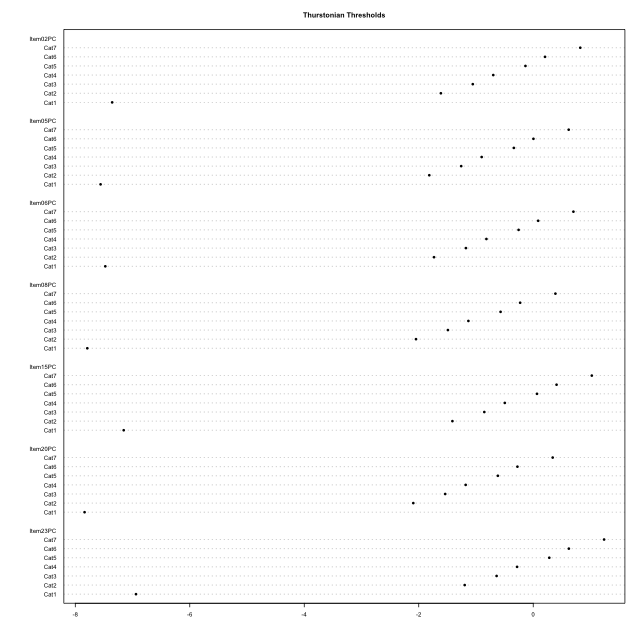 Thurstonian Thresholds
Item02PC
Cat7
Cat6
Cat5
Cat4
Cat3
Cat2
Cat1
Item05PC
Cat7
Cat6
Cat5
Cat4
Cat3
Cat2
Cat1
Item06PC
Cat7
Cat6
Cat5
Cat4
Cat3
Cat2
Cat1
Item08PC
Cat7
Cat6
Cat5
Cat4
Cat3
Cat2
Cat1
Item15PC
Cat7
Cat6
Cat5
Cat4
Cat3
Cat2
Cat1
Item20PC
Cat7
Cat6
Cat5
Cat4
Cat3
Cat2
Cat1
Item23PC
Cat7
Cat6
Cat5
Cat4
Cat3
Cat2
Cat1
-8 -6 -4 -2 0